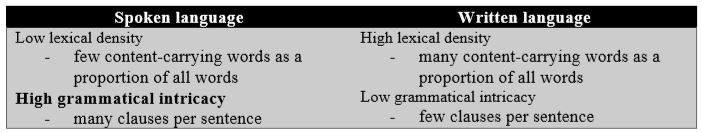 Spoken language
Low lexical density
- few content-carrying words as a
proportion of all words
High grammatical intricacy
- many clauses per sentence
Written language
High lexical density
- many content-carrying words as a
proportion of all words
Low grammatical intricacy
- few clauses per sentence